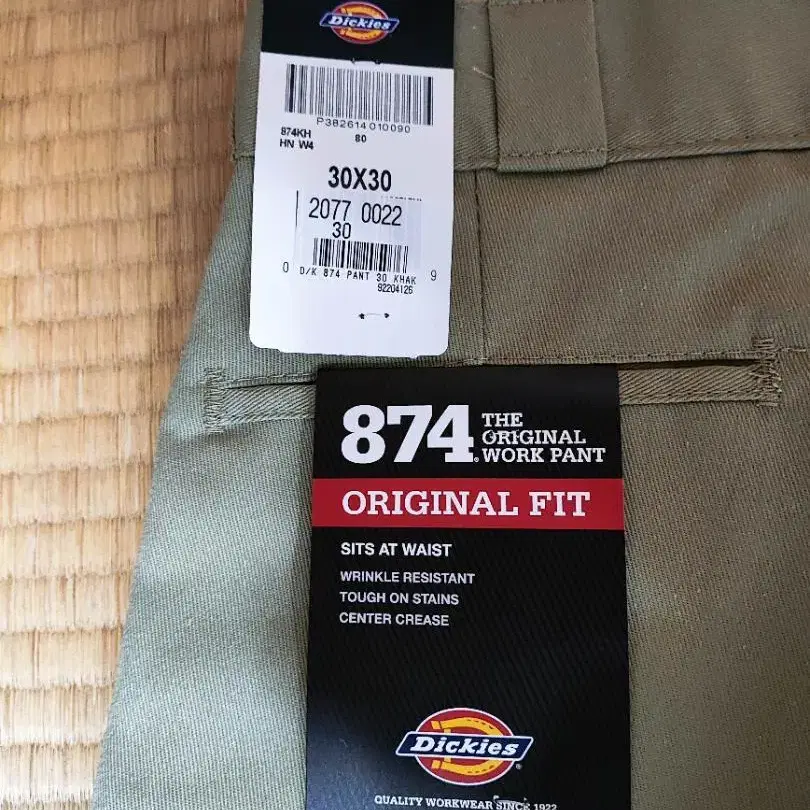 Dickies
P382614 010090
874KH
80
HN W4
30X30
2077 0022
30
0
D/K 874 PANT 30 KHAK
9
92204126
874
THE
ORIGINAL
WORK PANT
ORIGINAL FIT
SITS AT WAIST
WRINKLE RESISTANT
TOUGH ON STAINS
CENTER CREASE
Dickies
QUALITY WORKWEAR SINCE 1922